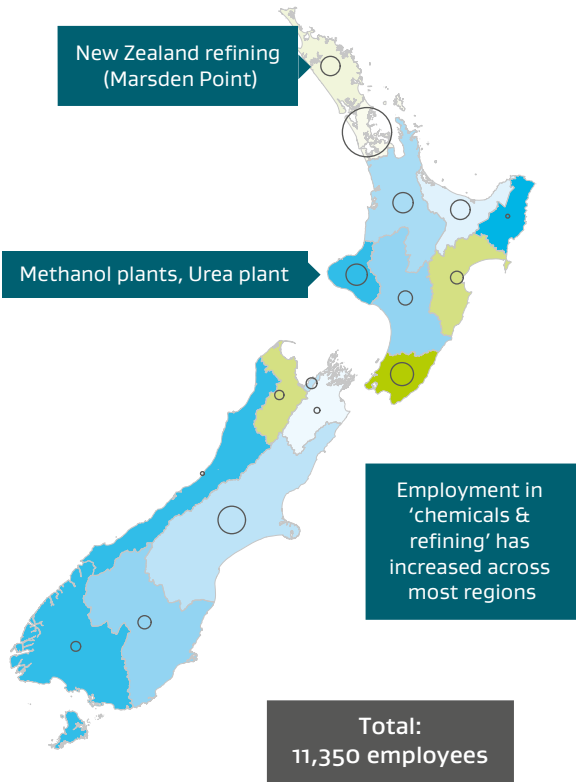 New Zealand refining
(Marsden Point)
Methanol plants, Urea plant
Employment in
‘chemicals &
refining’ has
increased across
most regions
Total:
11,350 employees